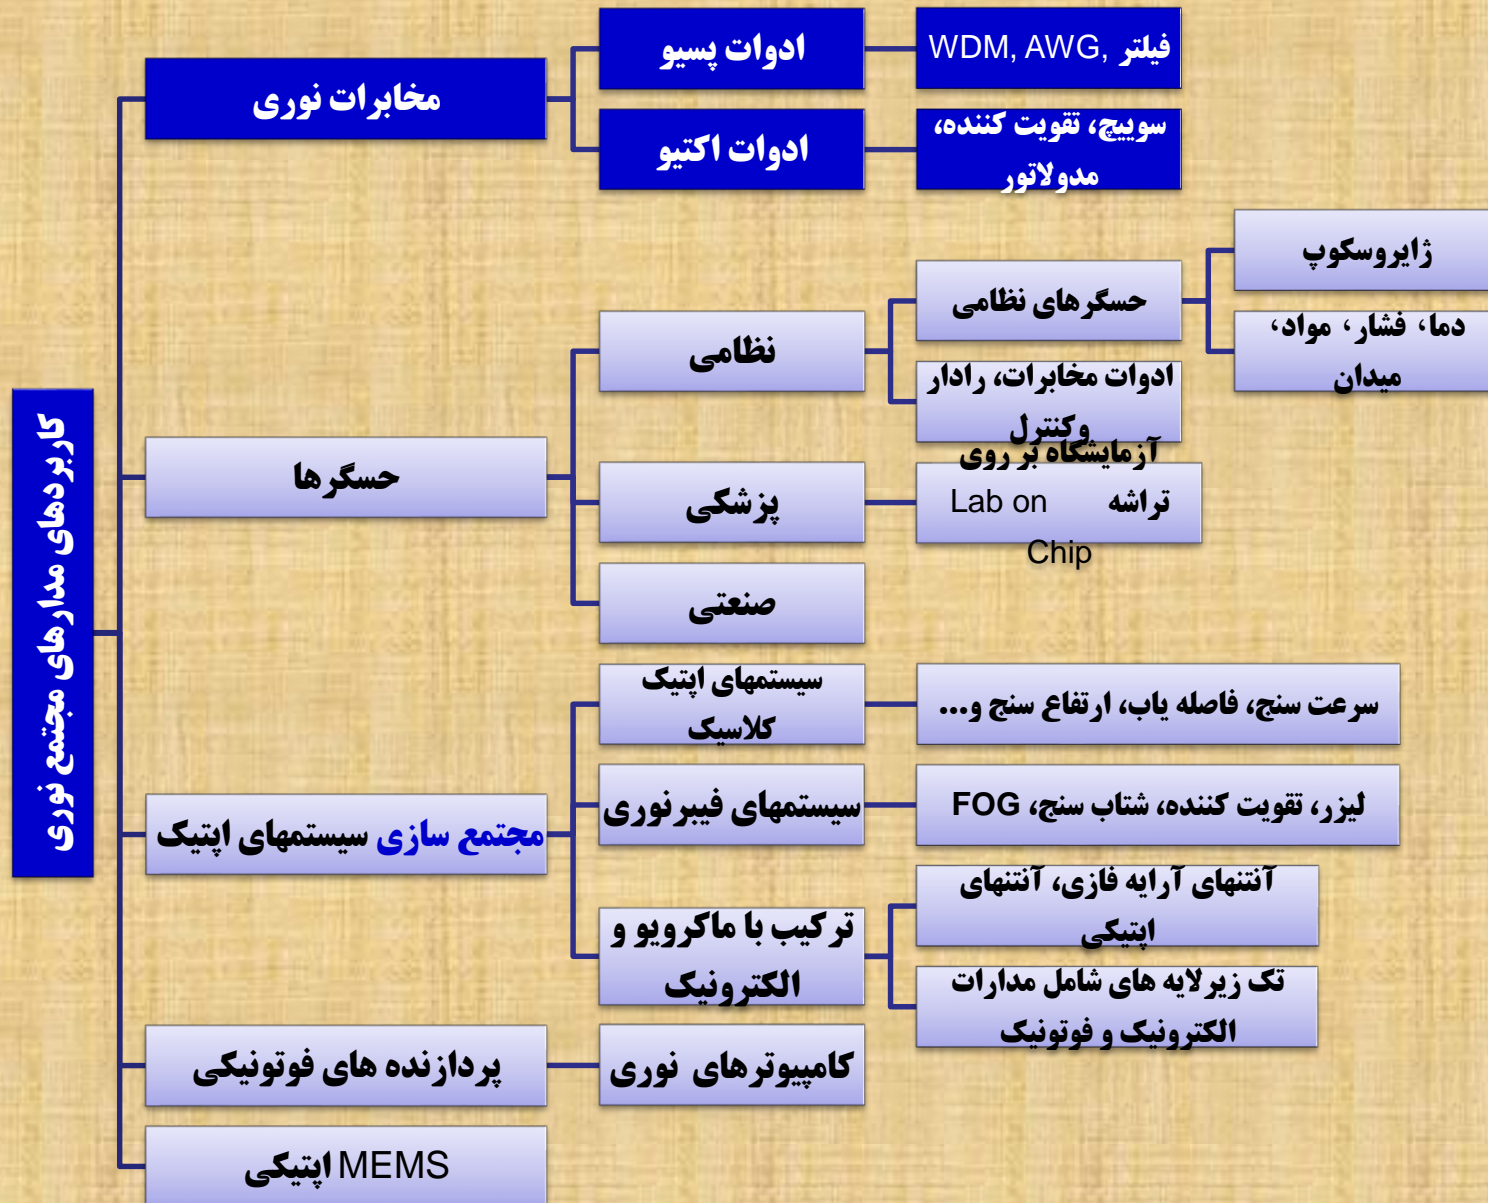 کاربردهای مدارهای مجتمع نوری
مخابرات نوری
ادوات پسیو
فیلتر ,WDM, AWG
ادوات اکتیو
سوییچ، تقویت کننده،
مدولاتور
حسگرها
نظامی
حسگرهای نظامی
ژایروسکوپ
دما، فشار، مواد،
میدان
ادوات مخابرات، رادار
وکنترل
پزشکی
آزمایشگاه بر روی
تراشه Lab on
Chip
صنعتی
مجتمع سازی سیستمهای اپتیک
سیستمهای اپتیک
کلاسیک
سرعت سنج، فاصله یاب، ارتفاع سنج و...
سیستمهای فیبرنوری
لیزر، تقویت کننده، شتاب سنج، FOG
ترکیب با ماکرویو و
الکترونیک
آنتنهای آرایه فازی، آنتنهای
اپتیکی
تک زیرلایه های شامل مدارات
الکترونیک و فوتونیک
پردازنده های فوتونیکی
کامپیوترهای نوری
MEMS اپتیکی